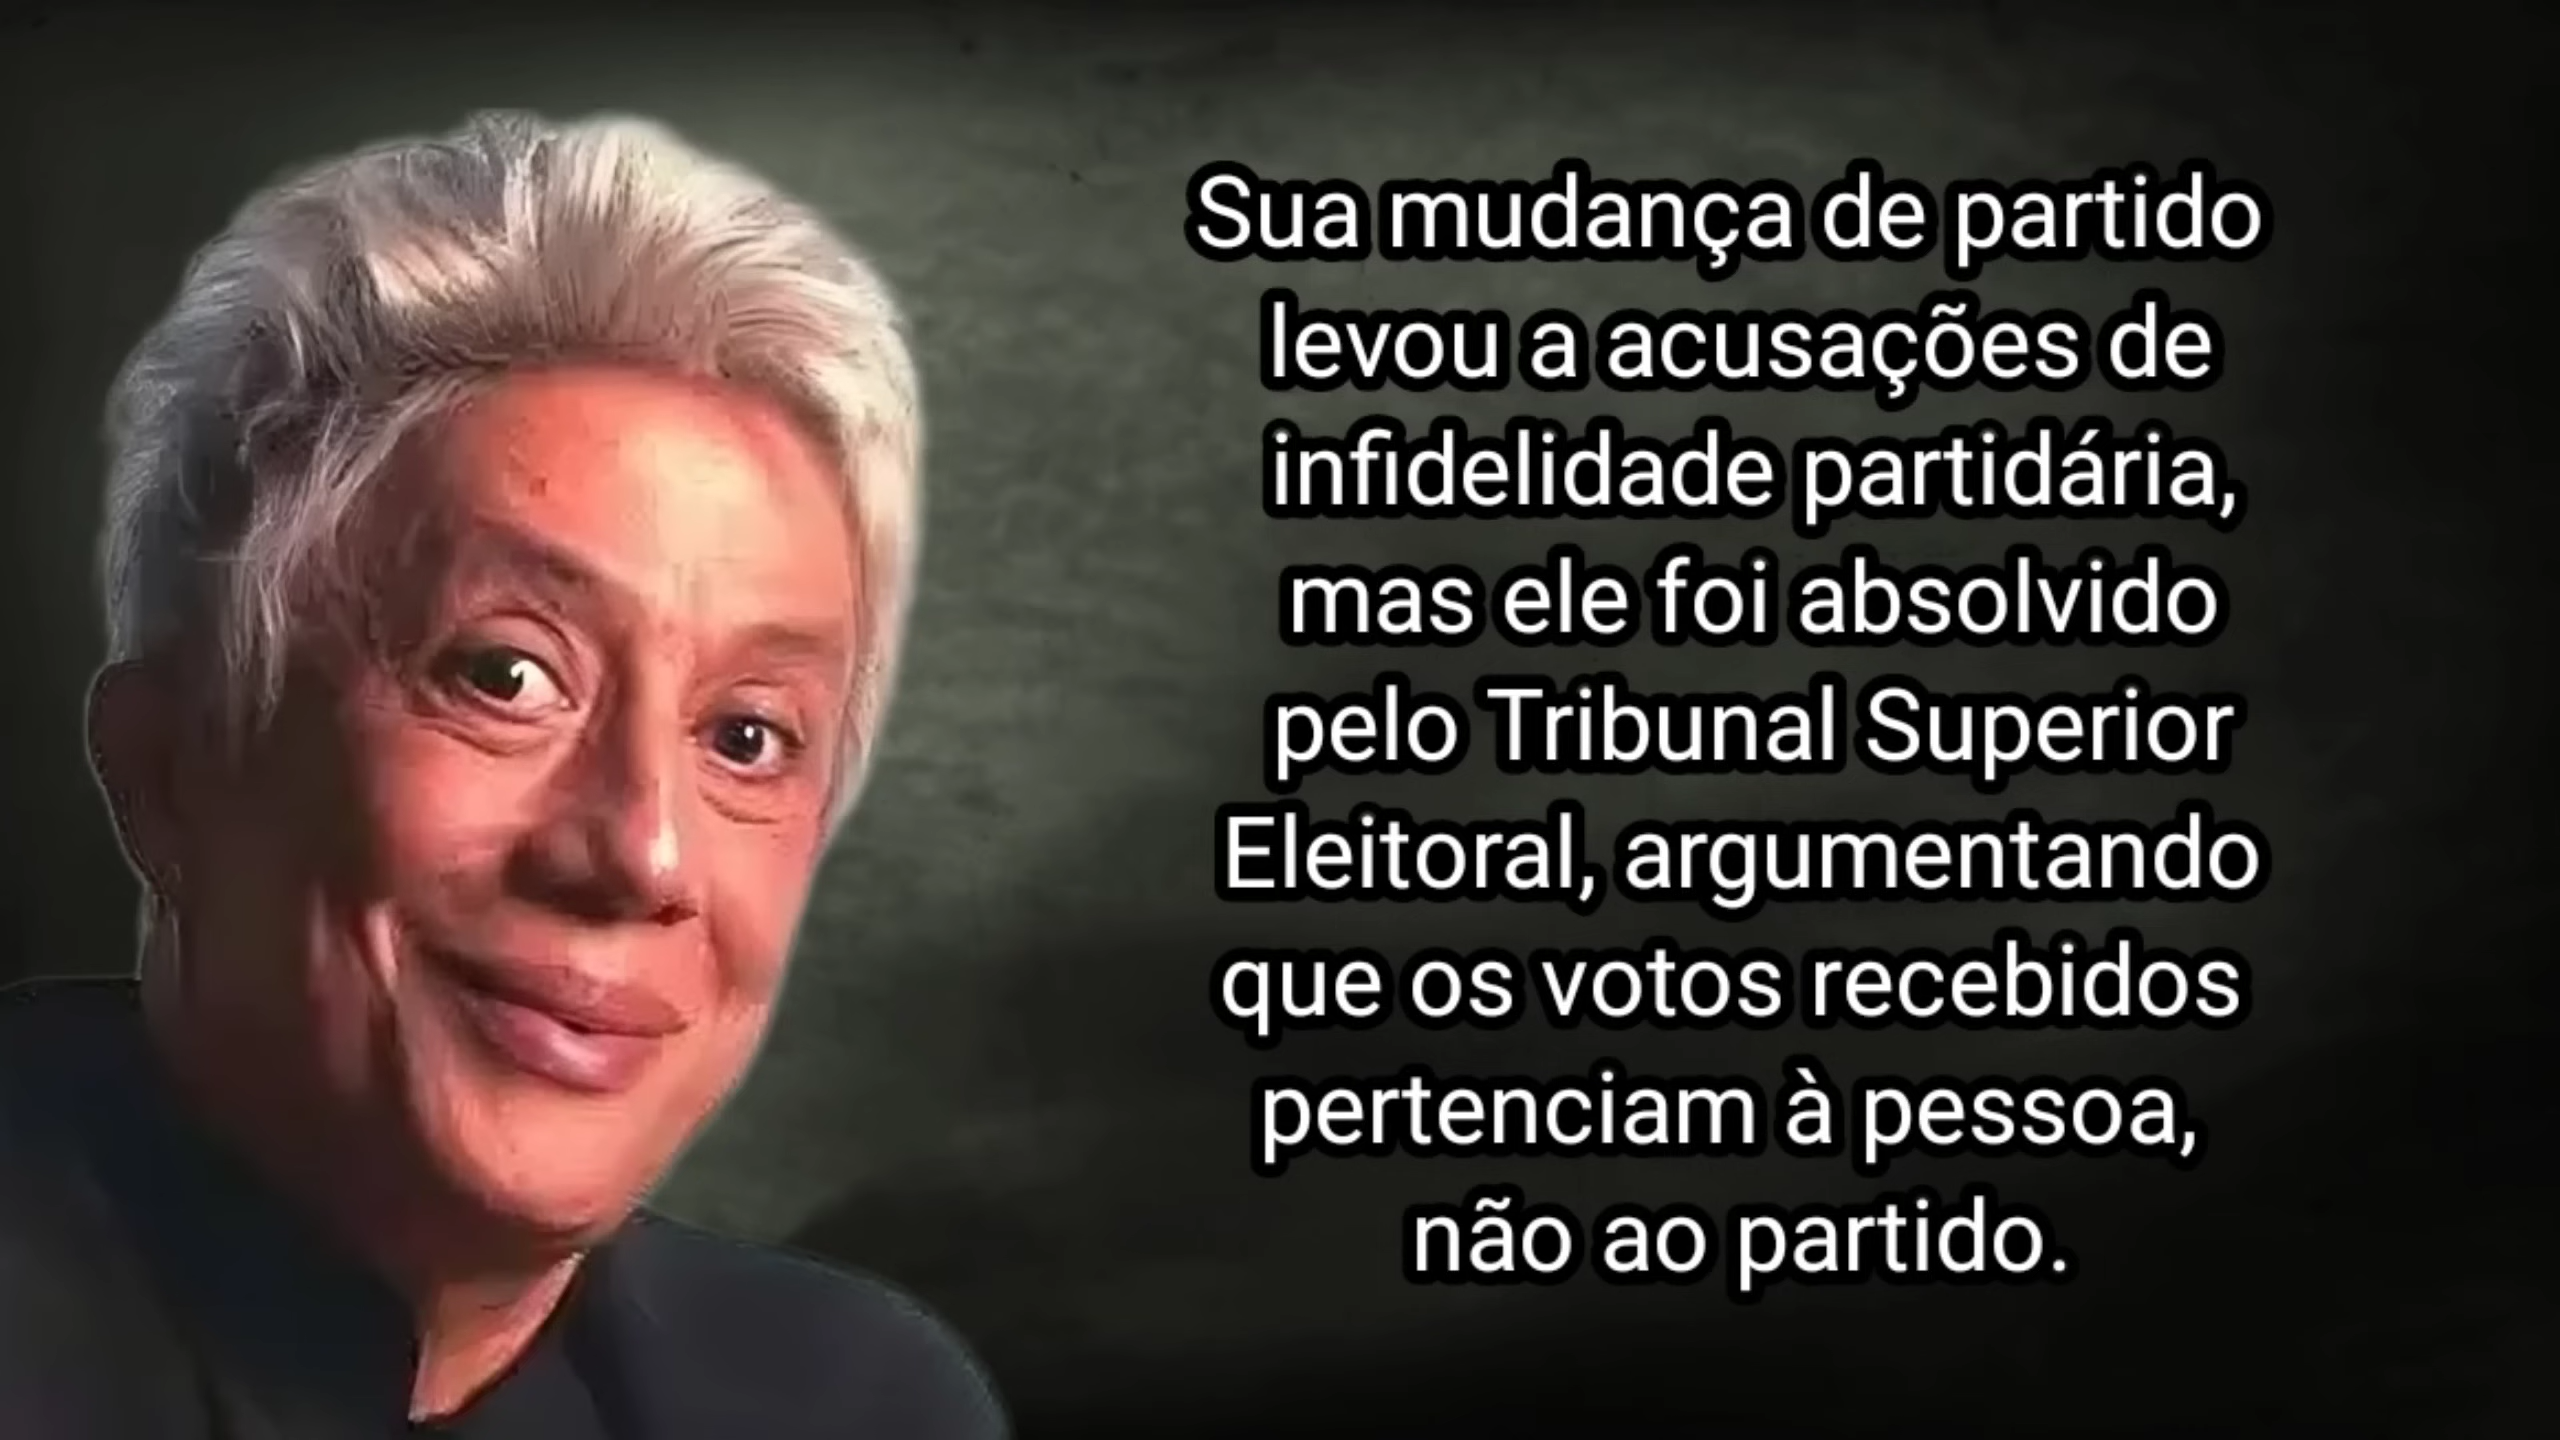 Sua mudança de partido
levou a acusações de
infidelidade partidária,
mas ele foi absolvido
pelo Tribunal Superior
Eleitoral, argumentando
que os votos recebidos
pertenciam à pessoa,
não ao partido.